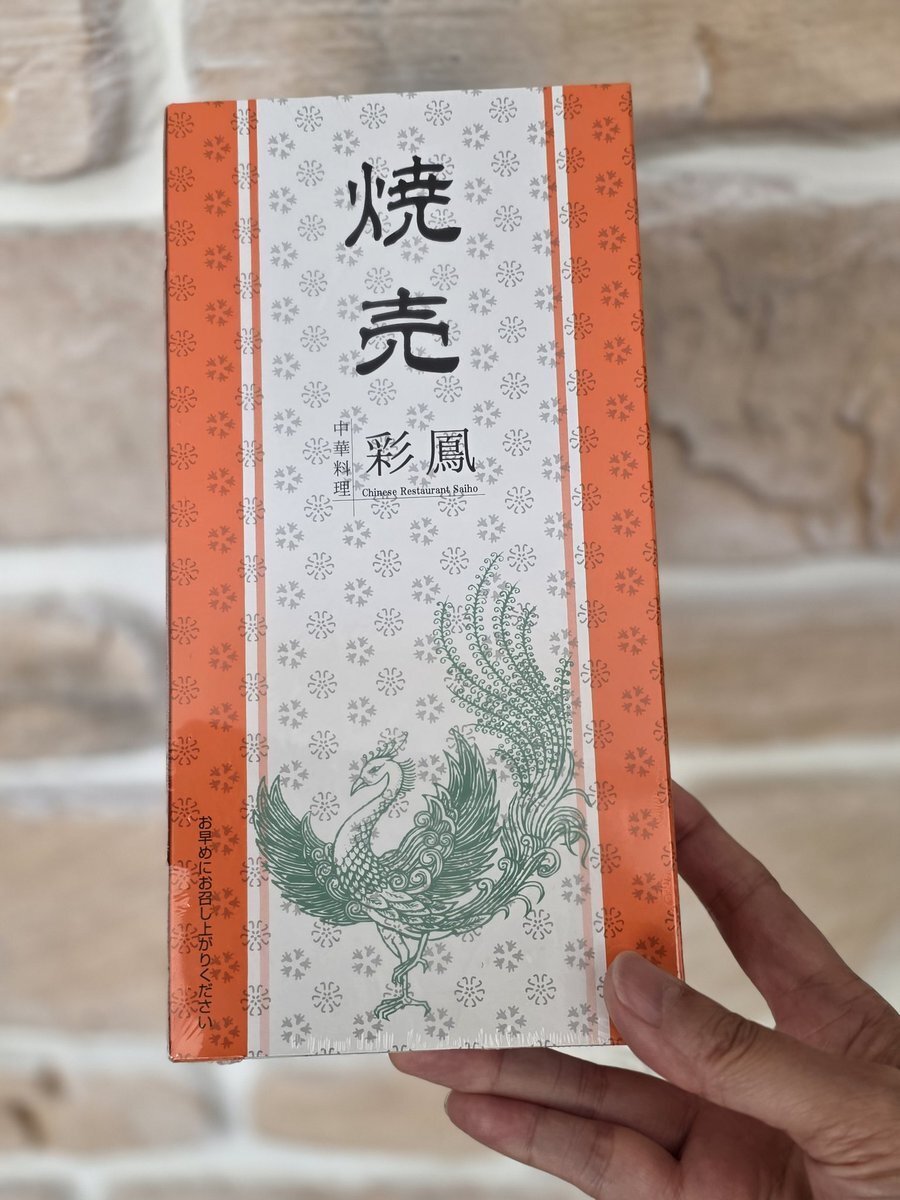 焼売
中華料理
彩鳳
Chinese Restaurant Saiho
お早めにお召し上がりください